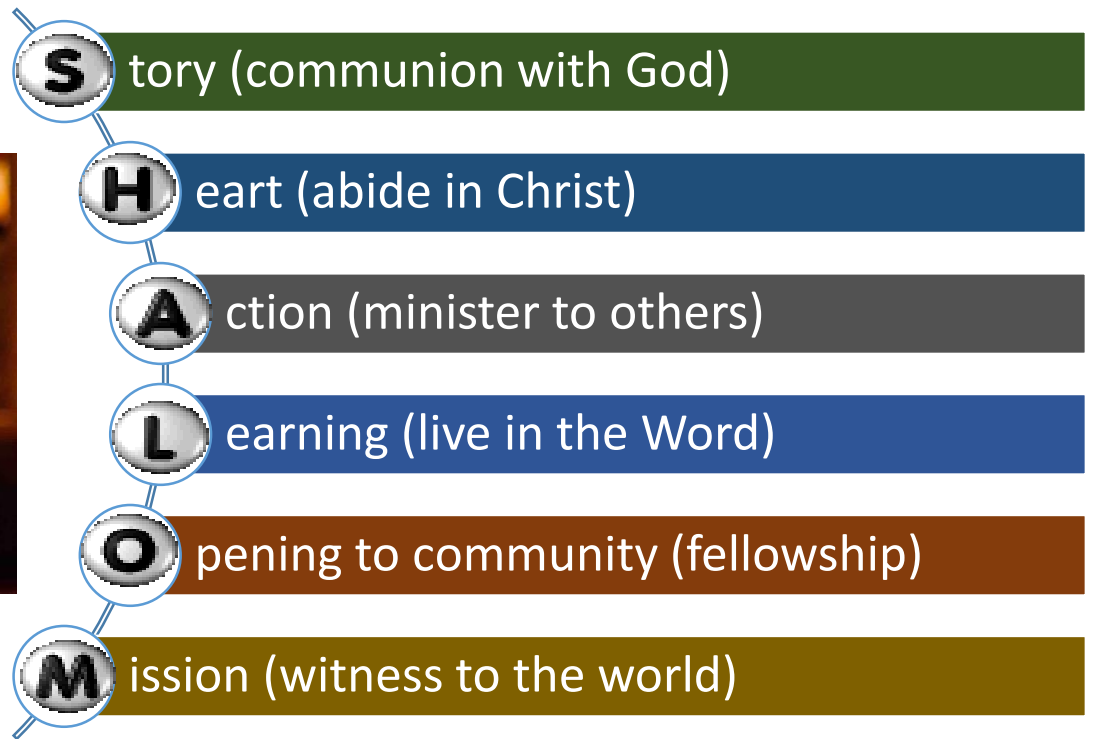 Story (communion with God)
Heart (abide in Christ)
Action (minister to others)
Learning (live in the Word)
Opening to community (fellowship)
Mission (witness to the world)